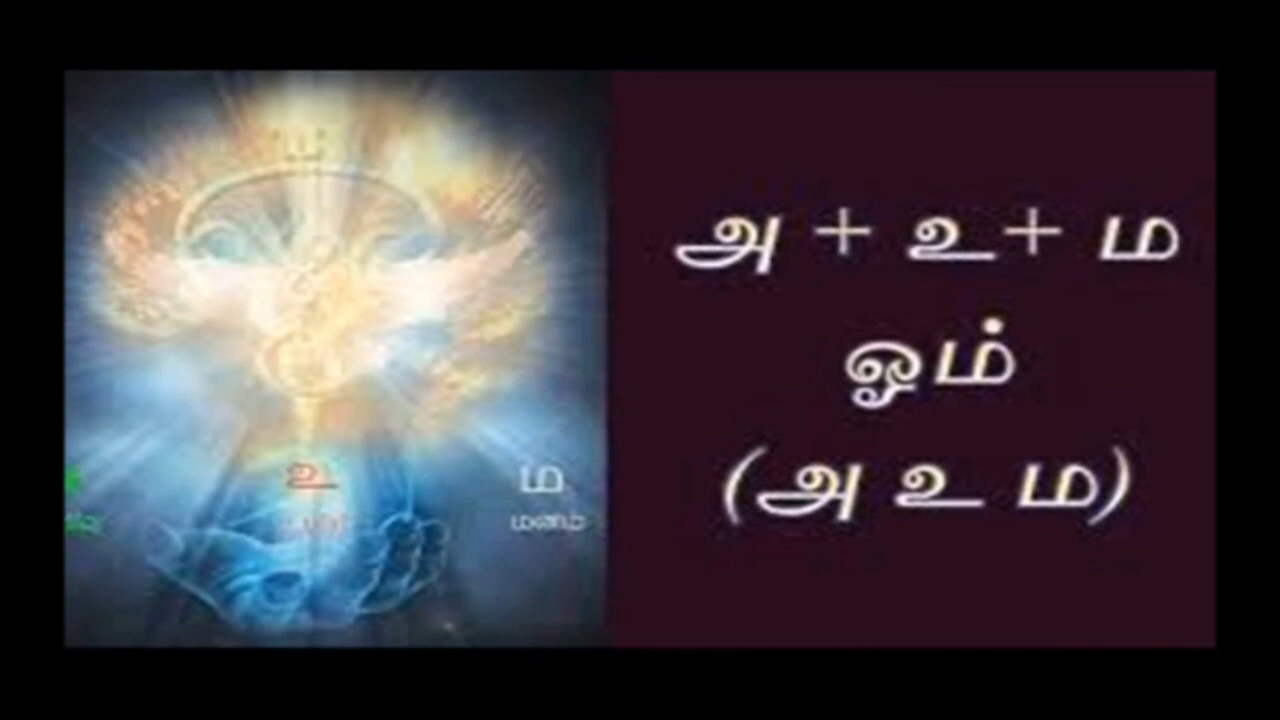 உ
ம
மனம்
அ + உ + ம
ஓம்
(அ உ ம)